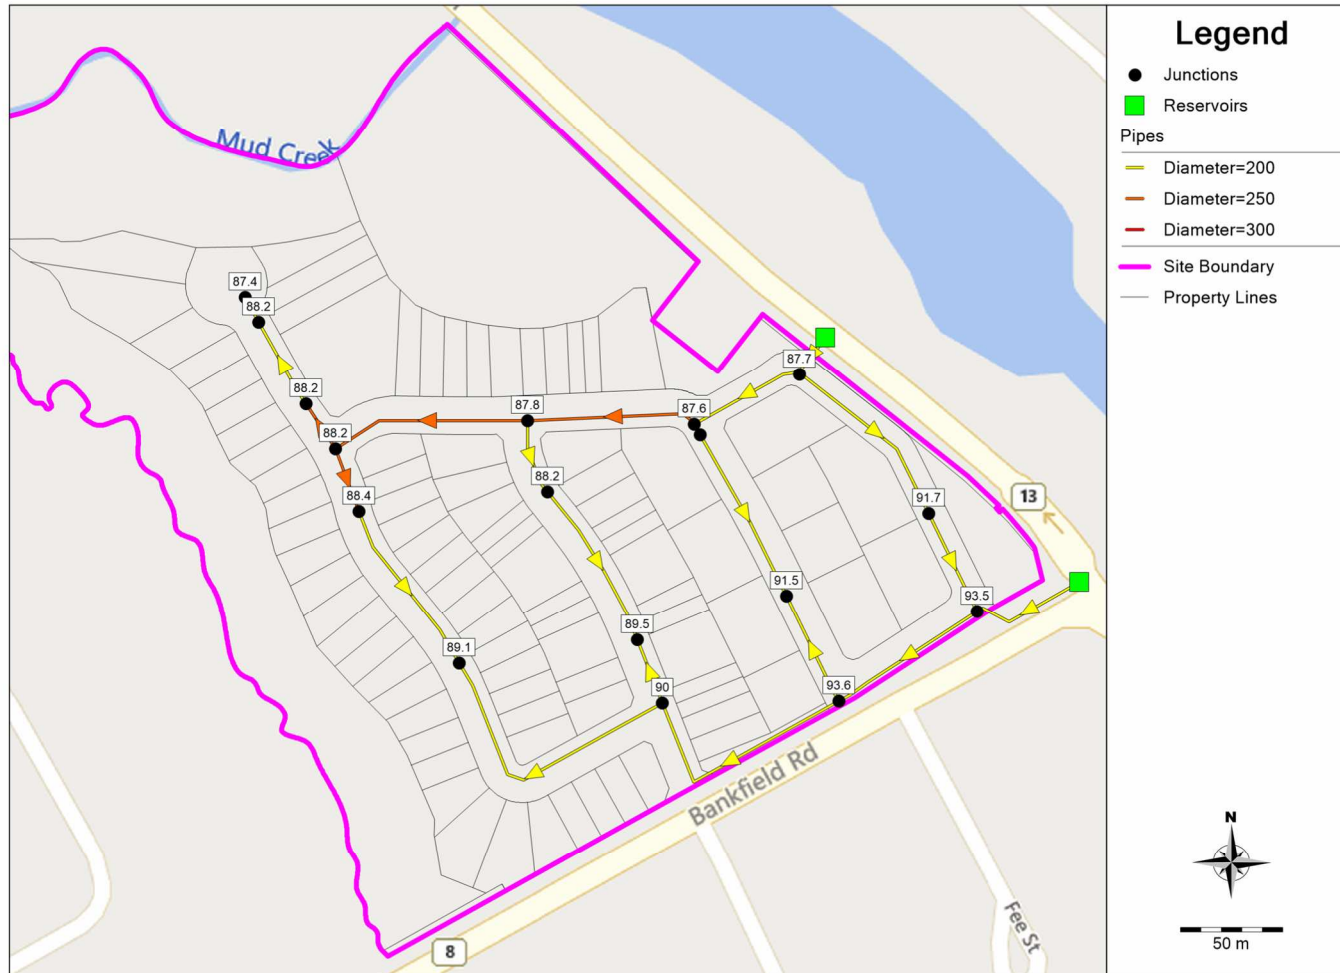 Legend
Junctions
Reservoirs
Pipes
Diameter=200
Diameter=250
Diameter=300
Site Boundary
Property Lines
Mud Creek
87.4
88.2
88.2
88.2
88.4
87.8
87.6
87.7
88.2
91.7
91.5
93.5
89.5
89.1
90
93.6
13
Bankfield Rd
8
Fee St
N
50 m